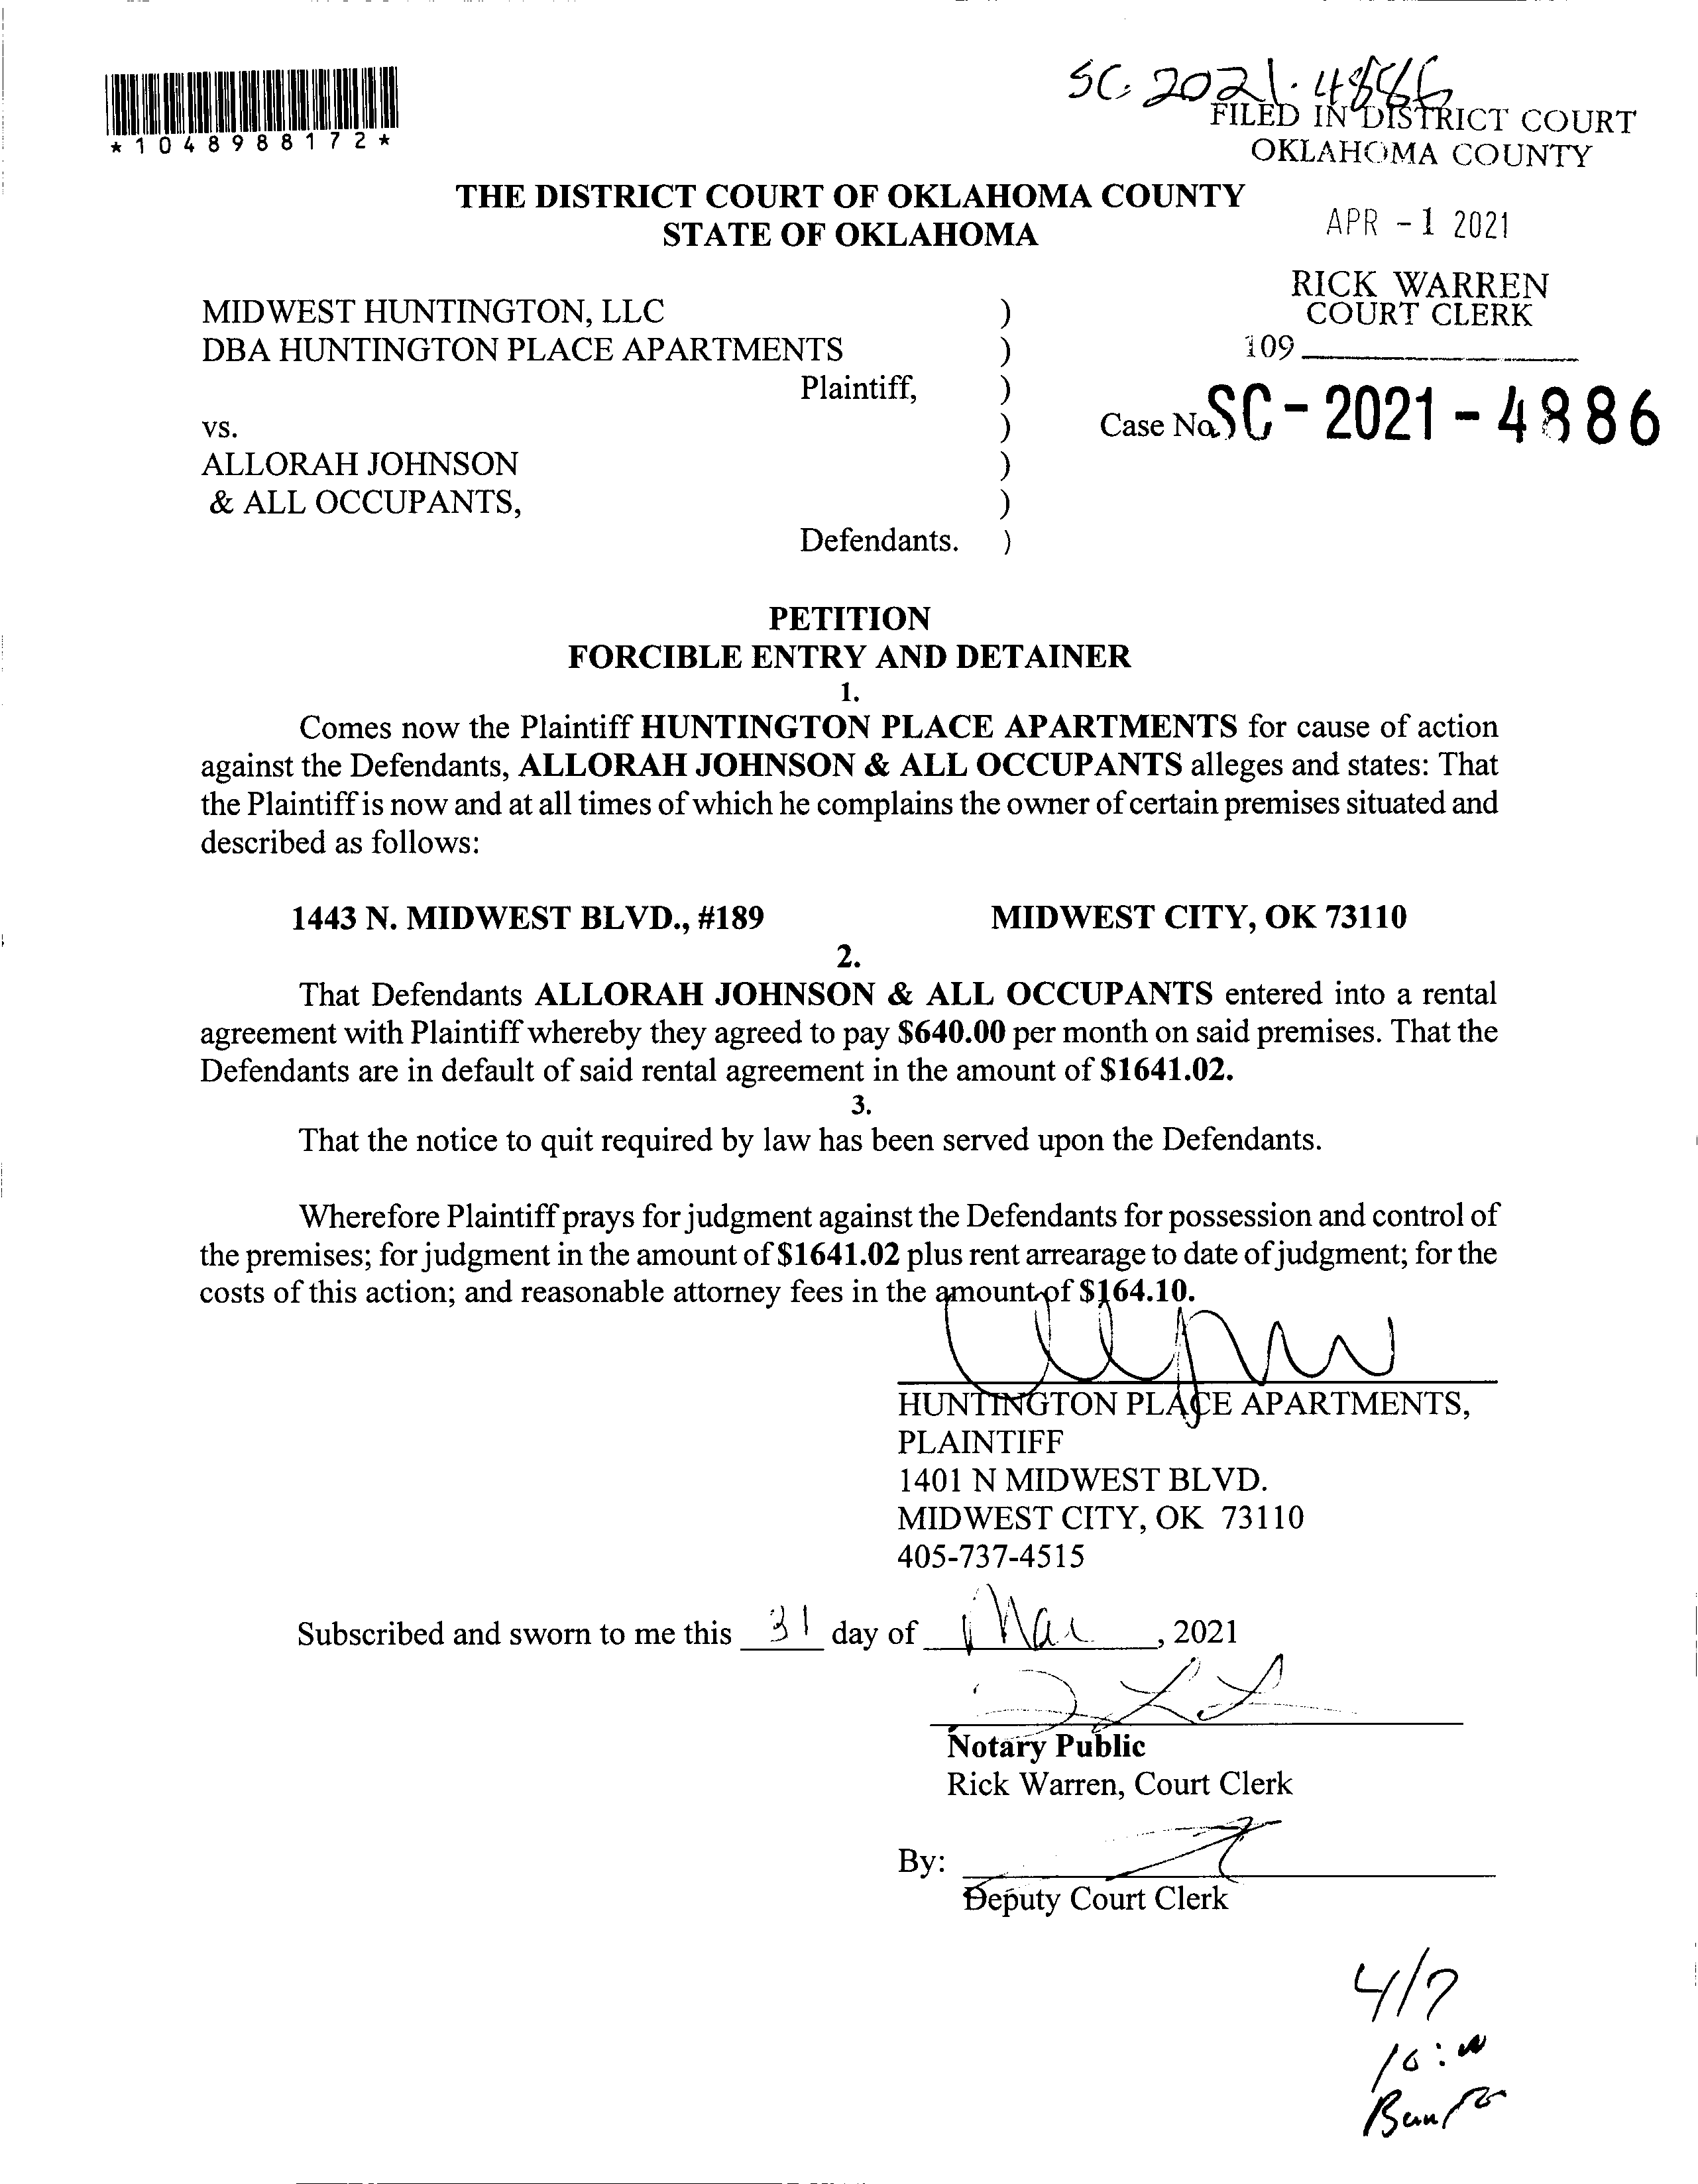 SC-2021-4886
FILED IN DISTRICT COURT
OKLAHOMA COUNTY
*1048988172*
THE DISTRICT COURT OF OKLAHOMA COUNTY
STATE OF OKLAHOMA
APR -1 2021
RICK WARREN
COURT CLERK
109
MIDWEST HUNTINGTON, LLC )
DBA HUNTINGTON PLACE APARTMENTS )
Plaintiff, )
vs. ) Case No. SC-2021-4886
ALLORAH JOHNSON )
& ALL OCCUPANTS, )
Defendants. )
PETITION
FORCIBLE ENTRY AND DETAINER
1.
Comes now the Plaintiff HUNTINGTON PLACE APARTMENTS for cause of action
against the Defendants, ALLORAH JOHNSON & ALL OCCUPANTS alleges and states: That
the Plaintiff is now and at all times of which he complains the owner of certain premises situated and
described as follows:
1443 N. MIDWEST BLVD., #189 MIDWEST CITY, OK 73110
2.
That Defendants ALLORAH JOHNSON & ALL OCCUPANTS entered into a rental
agreement with Plaintiff whereby they agreed to pay $640.00 per month on said premises. That the
Defendants are in default of said rental agreement in the amount of $1641.02.
3.
That the notice to quit required by law has been served upon the Defendants.
Wherefore Plaintiff prays for judgment against the Defendants for possession and control of
the premises; for judgment in the amount of $1641.02 plus rent arrearage to date of judgment; for the
costs of this action; and reasonable attorney fees in the amount of $164.10.
HUNTINGTON PLACE APARTMENTS,
PLAINTIFF
1401 N MIDWEST BLVD.
MIDWEST CITY, OK 73110
405-737-4515
Subscribed and sworn to me this 31 day of Mar, 2021
Notary Public
Rick Warren, Court Clerk
By:
Deputy Court Clerk
4/7